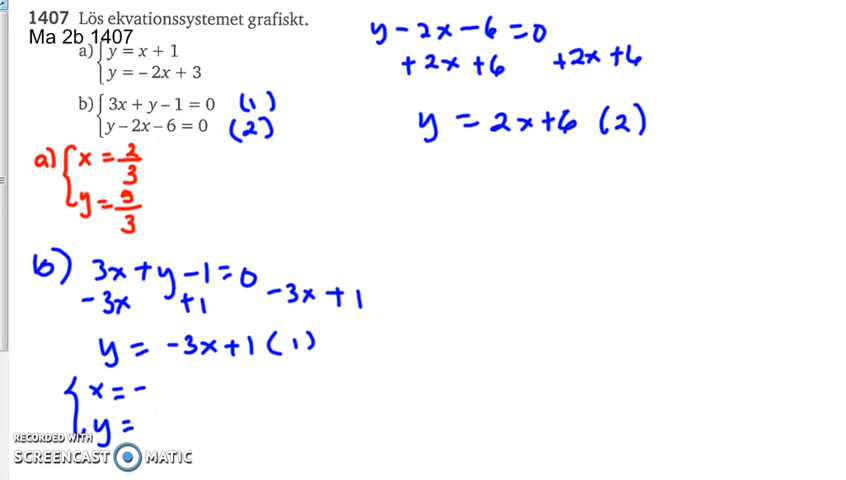 1407 Lös ekvationssystemet grafiskt.
Ma 2b 1407
a) { y = x + 1
y = - 2x + 3
b) { 3x + y - 1 = 0 (1)
y - 2x - 6 = 0 (2)
a) { x = 2/3
y = 5/3
b) 3x + y - 1 = 0
- 3x + 1 - 3x + 1
y = -3x + 1 (1)
{ x = -
y =
y - 2x - 6 = 0
+ 2x + 6 + 2x + 6
y = 2x + 6 (2)
RECORDED WITH
SCREENCAST MATIC